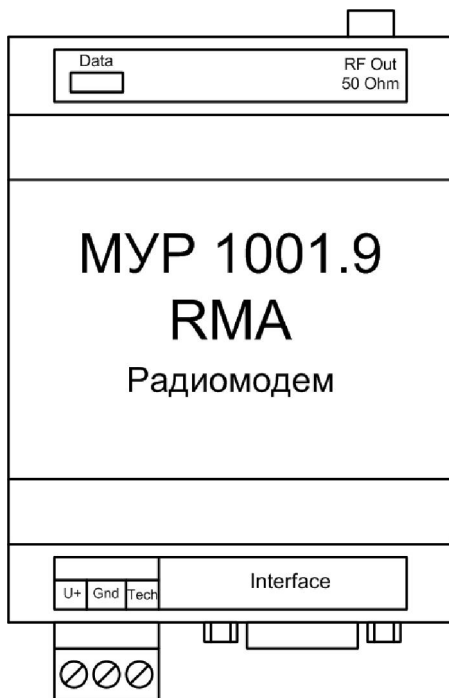 Data
RF Out
50 Ohm
МУР 1001.9
RMA
Радиомодем
Interface
U+ Gnd Tech